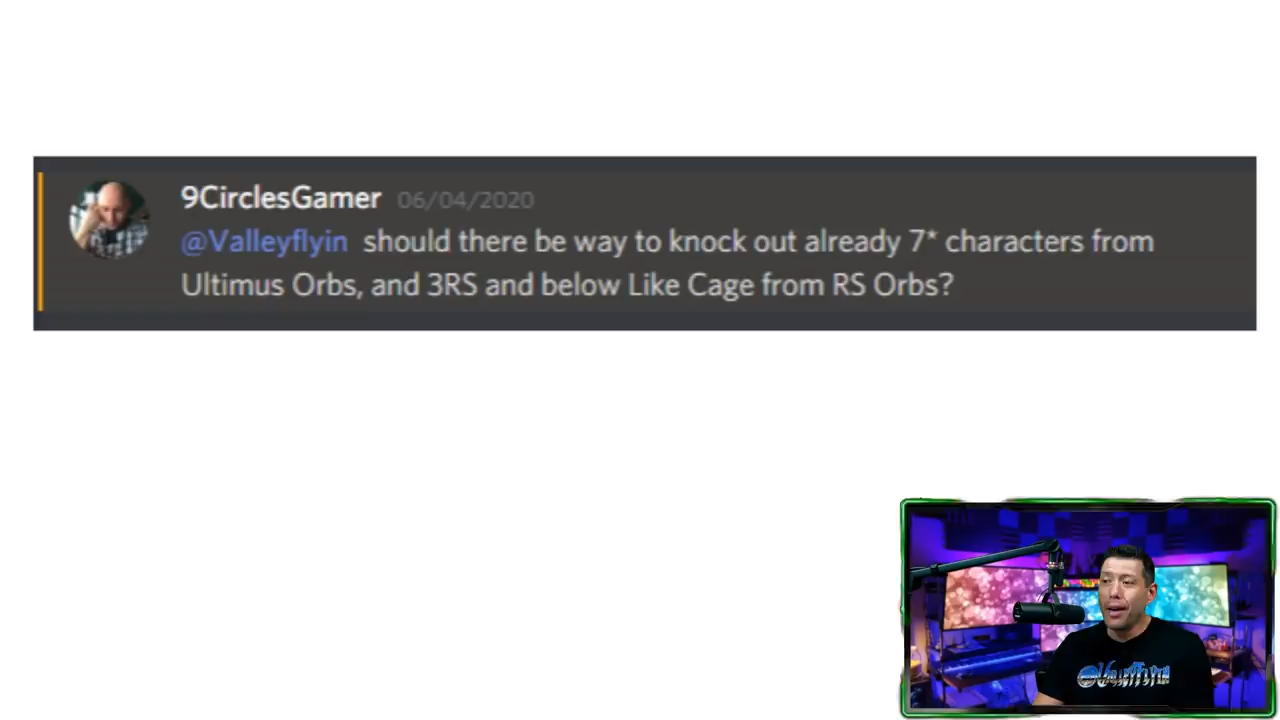 9CirclesGamer 06/04/2020
@Valleyflyin should there be way to knock out already 7* characters from
Ultimus Orbs, and 3RS and below Like Cage from RS Orbs?